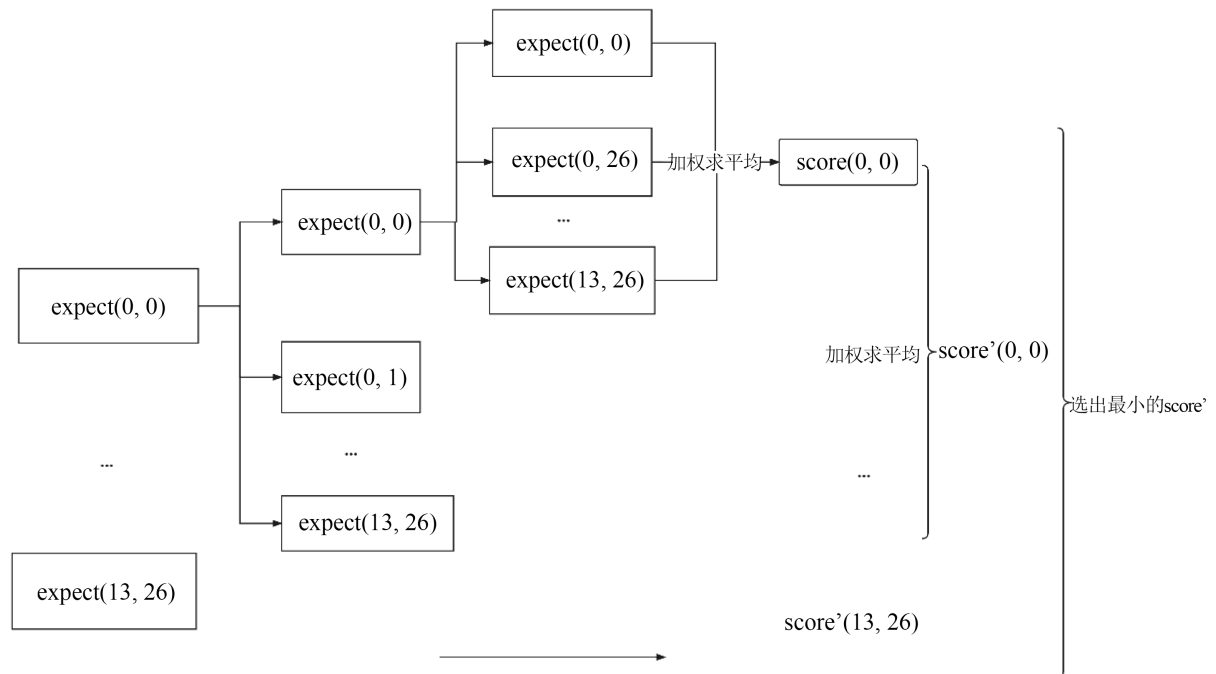 expect(0, 0)
expect(0, 26)
加权求平均
score(0, 0)
...
expect(0, 0)
expect(13, 26)
expect(0, 0)
加权求平均
score’(0, 0)
expect(0, 1)
选出最小的score’
...
...
...
expect(13, 26)
expect(13, 26)
score’(13, 26)